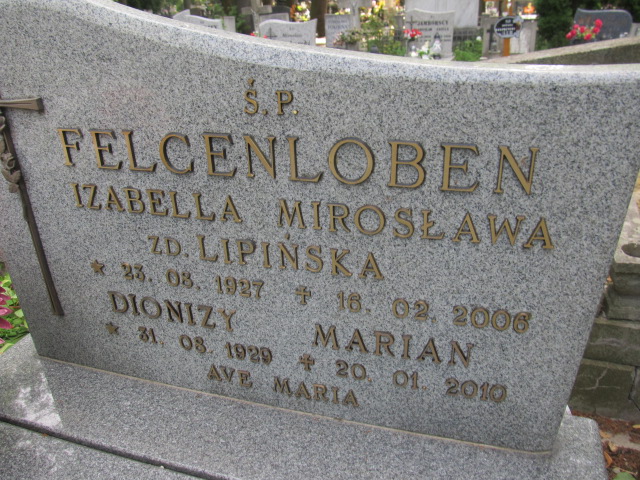 Ś.P.
FELCENLOBEN
IZABELLA MIROSŁAWA
ZD. LIPIŃSKA
* 23.08.1927 + 16.02.2006
DIONIZY MARIAN
* 31.08.1929 + 20.01.2010
AVE MARIA